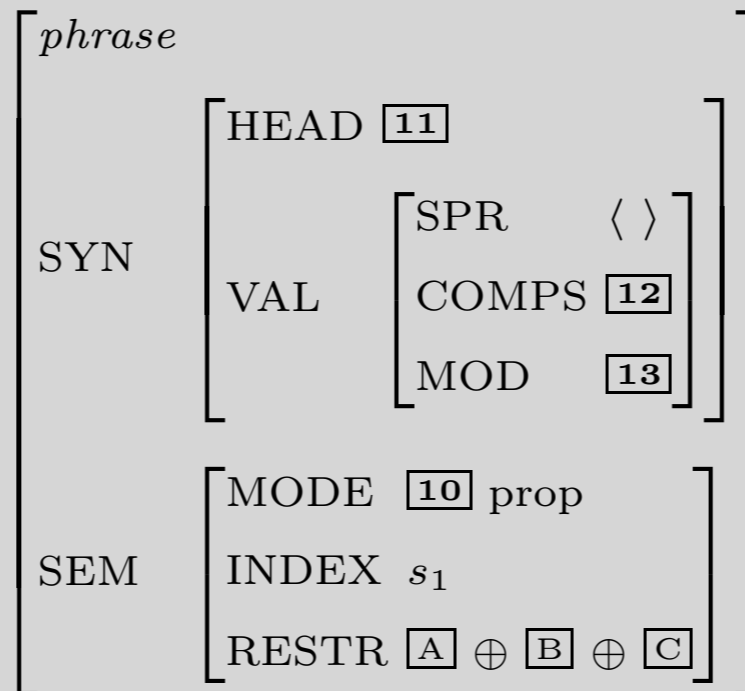 phrase
HEAD 11
SPR ⟨ ⟩
SYN
VAL COMPS 12
MOD 13
MODE 10 prop
SEM INDEX s₁
RESTR A ⊕ B ⊕ C